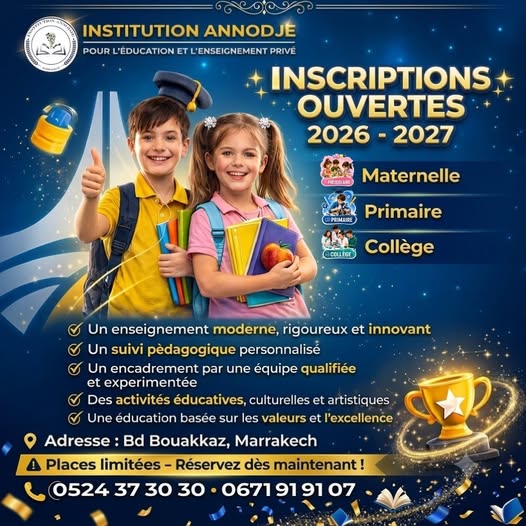 INSTITUTION ANNODJE
POUR L'ÉDUCATION ET L'ENSEIGNEMENT PRIVÉ
INSCRIPTIONS
OUVERTES
2026 - 2027
Maternelle
PRIMAIRE
Primaire
COLLÈGE
Collège
Un enseignement moderne, rigoureux et innovant
Un suivi pèdagogique personnalisé
Un encadrement par une équipe qualifiée
et experimentée
Des activités éducatives, culturelles et artistiques
Une éducation basée sur les valeurs et l'excellence
Adresse : Bd Bouakkaz, Marrakech
Places limitées – Réservez dès maintenant !
0524 37 30 30 • 0671 91 91 07